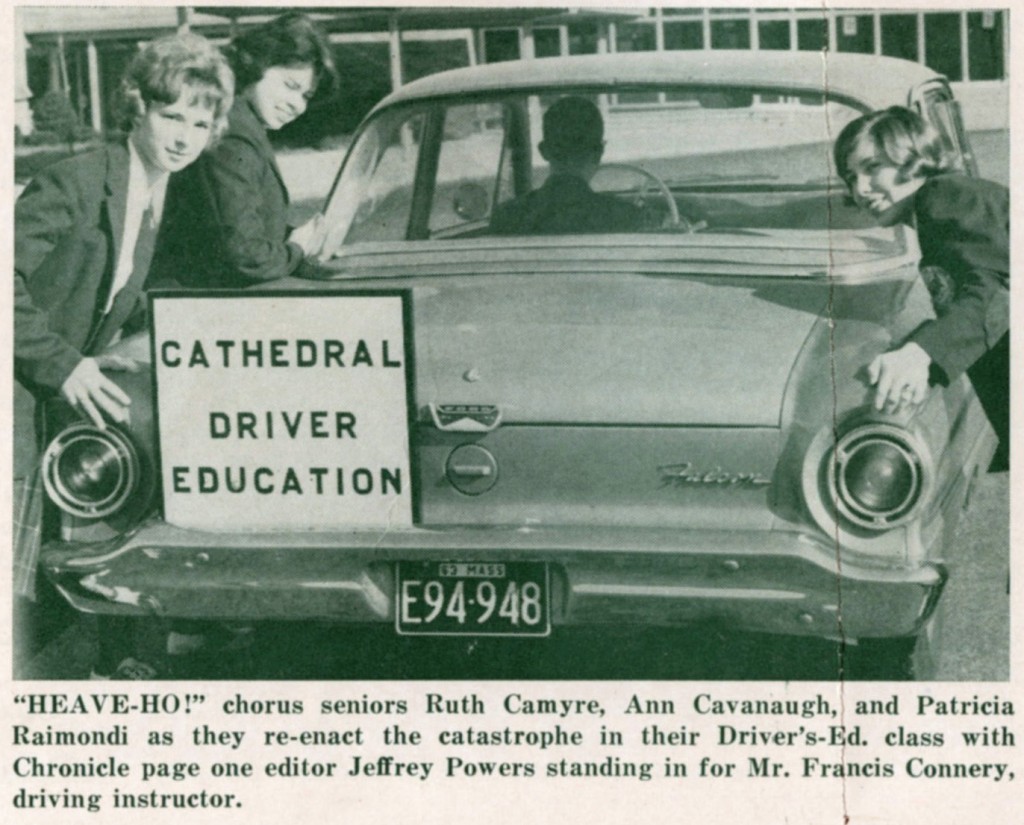 CATHEDRAL
DRIVER
EDUCATION
Falcon
63 MASS
E94·948
“HEAVE-HO!” chorus seniors Ruth Camyre, Ann Cavanaugh, and Patricia
Raimondi as they re-enact the catastrophe in their Driver’s-Ed. class with
Chronicle page one editor Jeffrey Powers standing in for Mr. Francis Connery,
driving instructor.